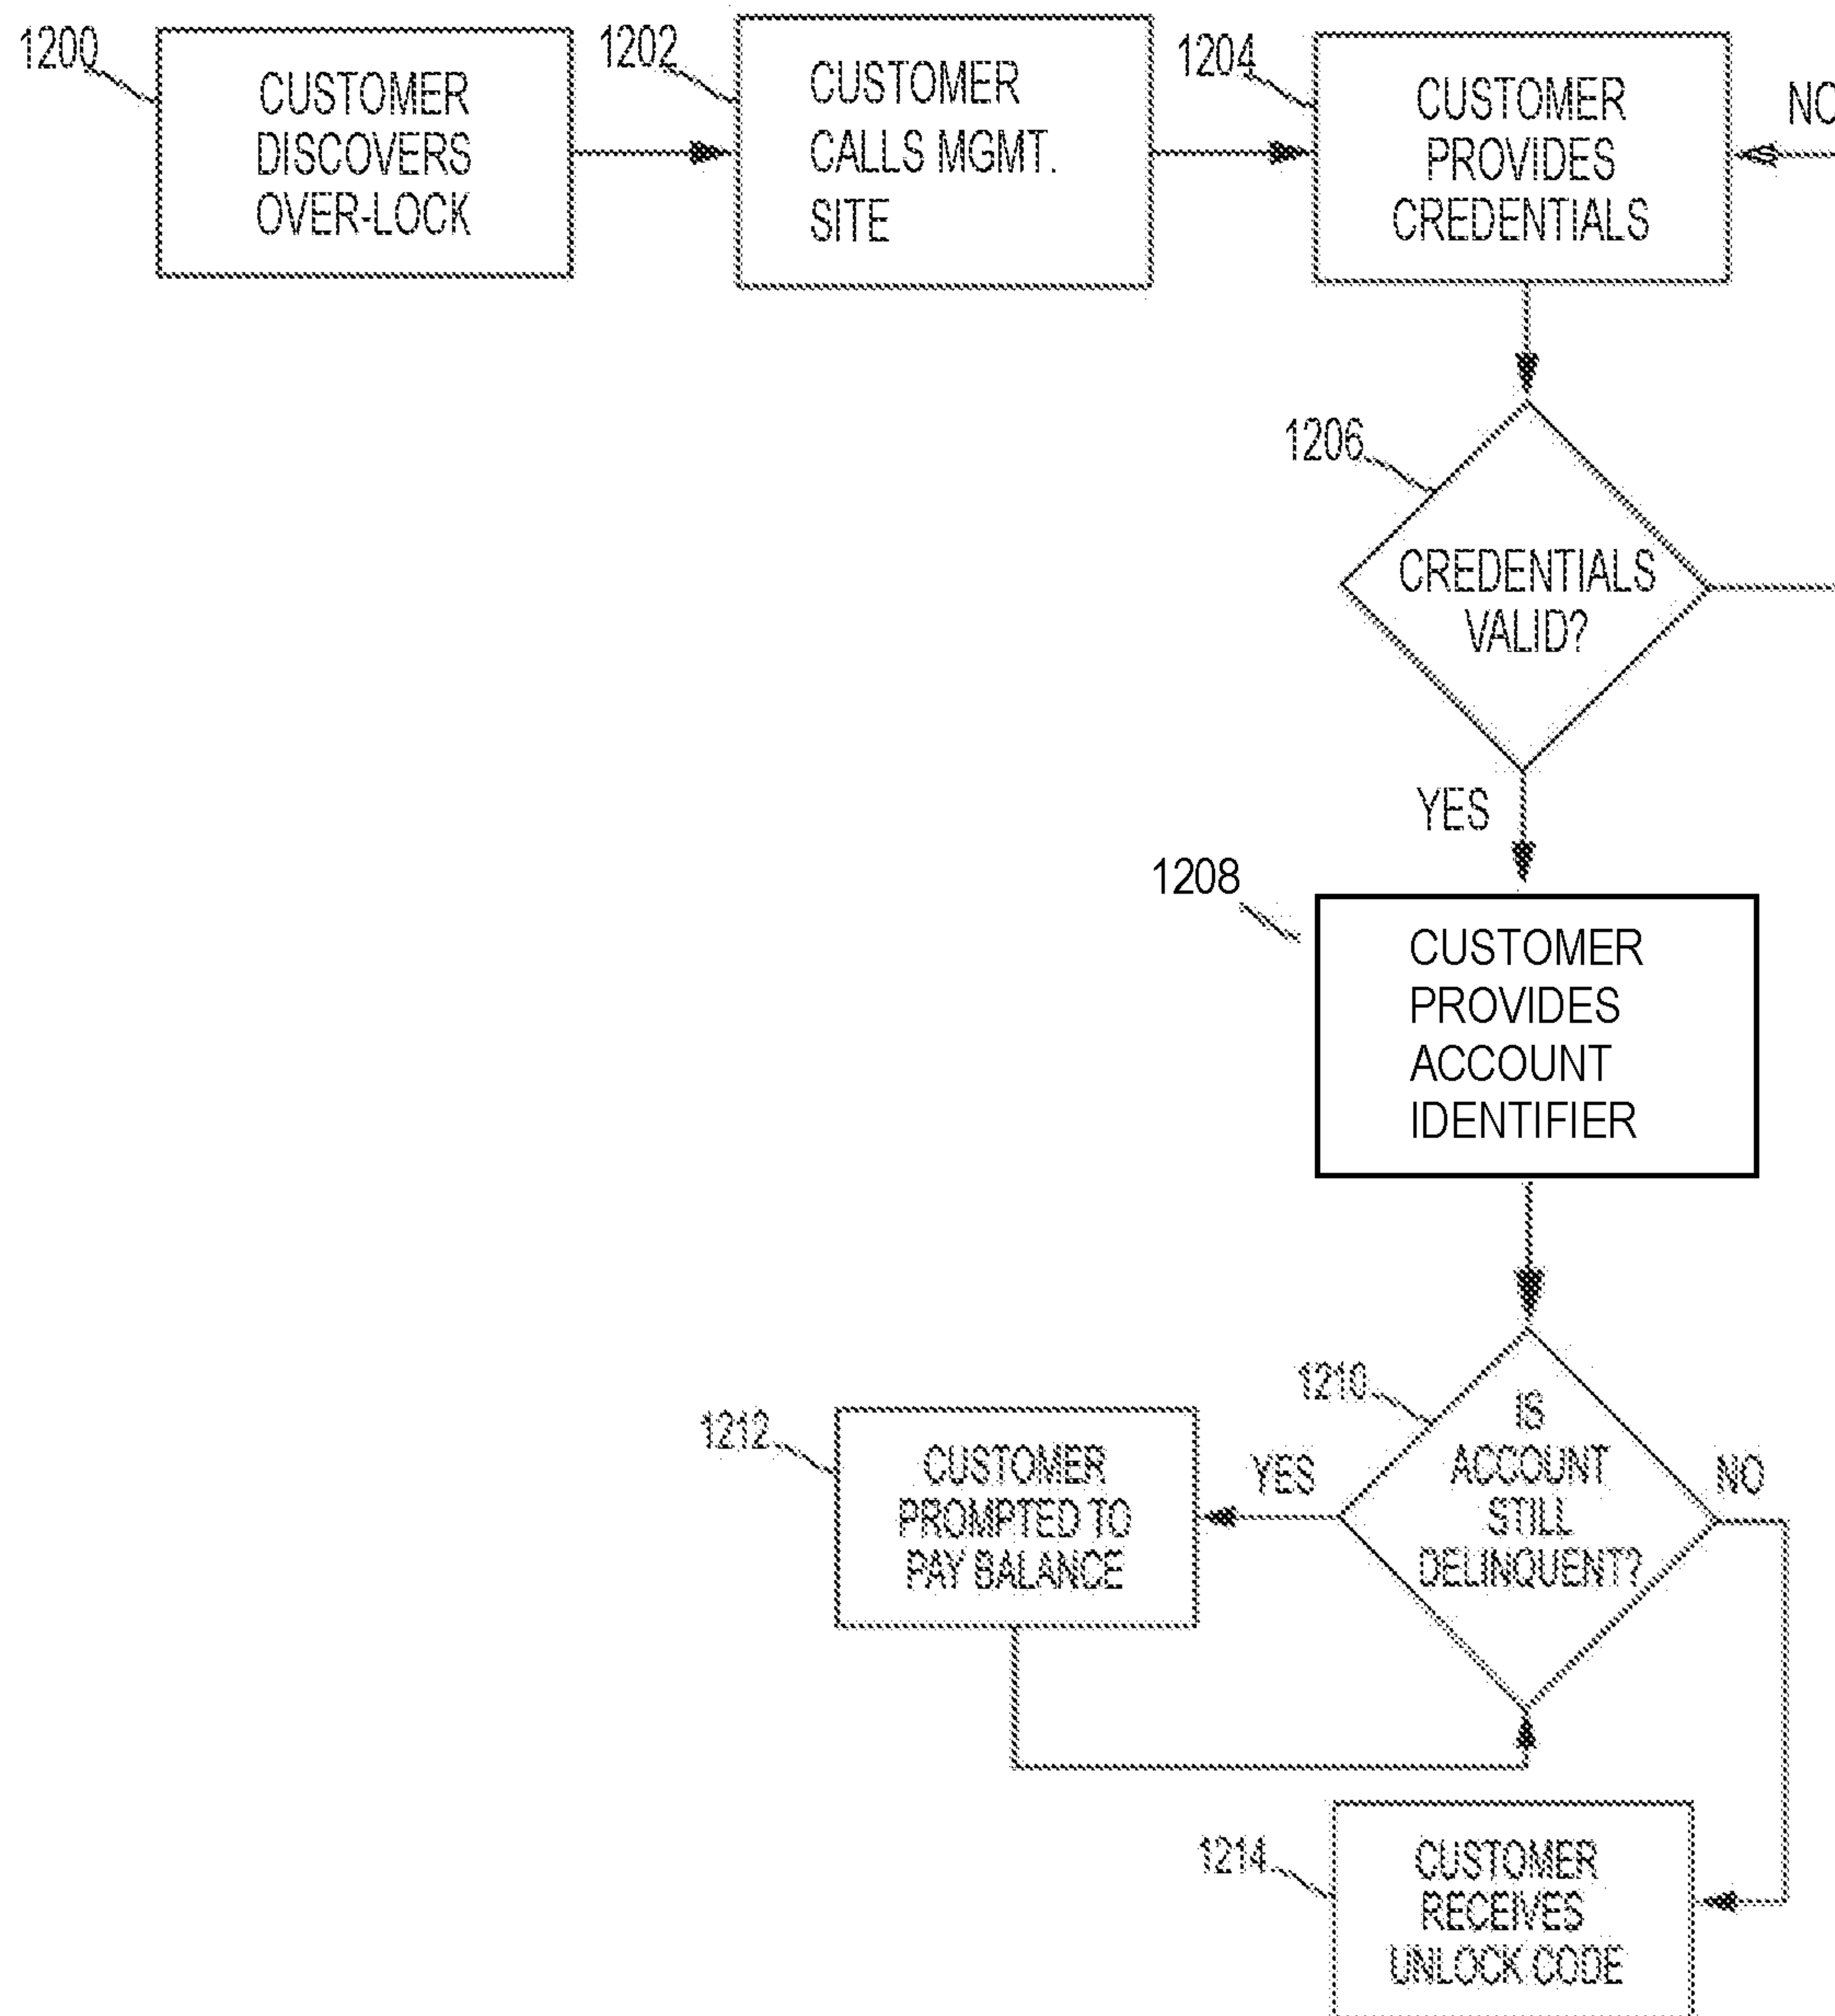 1200
CUSTOMER
DISCOVERS
OVER-LOCK
1202
CUSTOMER
CALLS MGMT.
SITE
1204
CUSTOMER
PROVIDES
CREDENTIALS
NO
1206
CREDENTIALS
VALID?
YES
1208
CUSTOMER
PROVIDES
ACCOUNT
IDENTIFIER
1210
IS
ACCOUNT
STILL
DELINQUENT?
YES
NO
1212
CUSTOMER
PROMPTED TO
PAY BALANCE
1214
CUSTOMER
RECEIVES
UNLOCK CODE